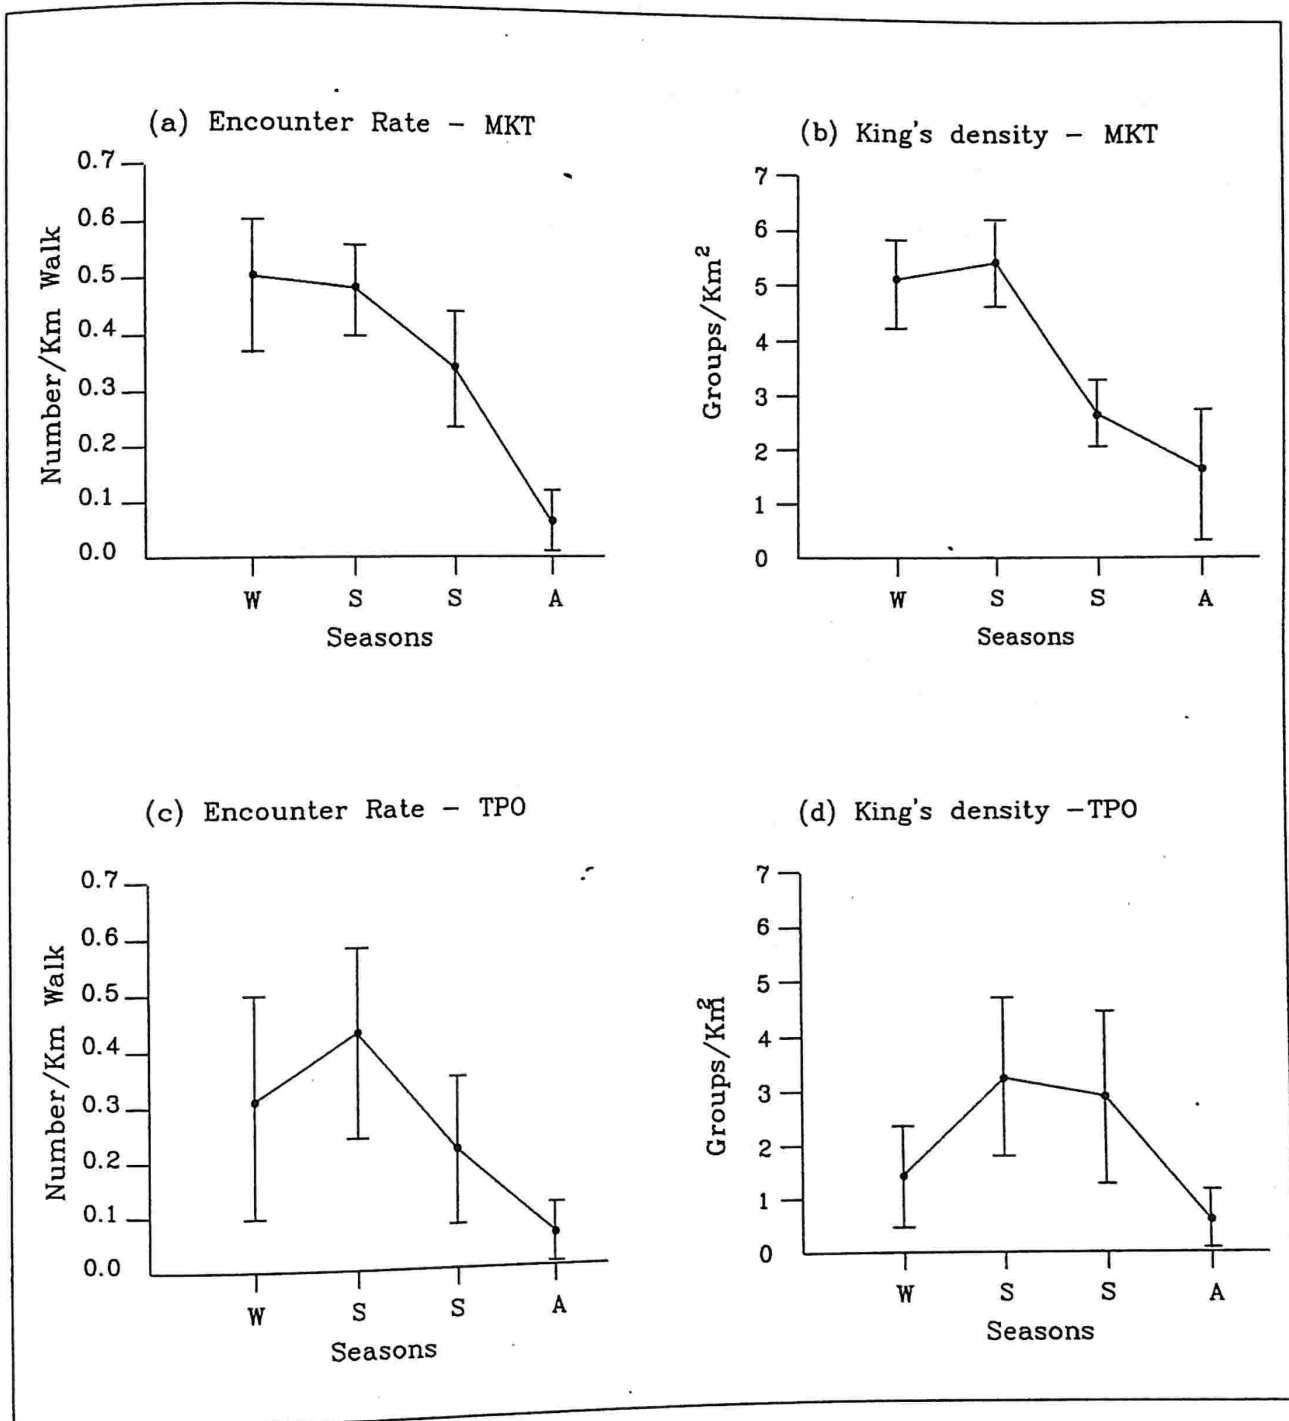 (a) Encounter Rate - MKT
Number/Km Walk
0.7
0.6
0.5
0.4
0.3
0.2
0.1
0.0
W S S A
Seasons
(b) King's density - MKT
Groups/Km²
7
6
5
4
3
2
1
0
W S S A
Seasons
(c) Encounter Rate - TPO
Number/Km Walk
0.7
0.6
0.5
0.4
0.3
0.2
0.1
0.0
W S S A
Seasons
(d) King's density -TPO
Groups/Km²
7
6
5
4
3
2
1
0
W S S A
Seasons